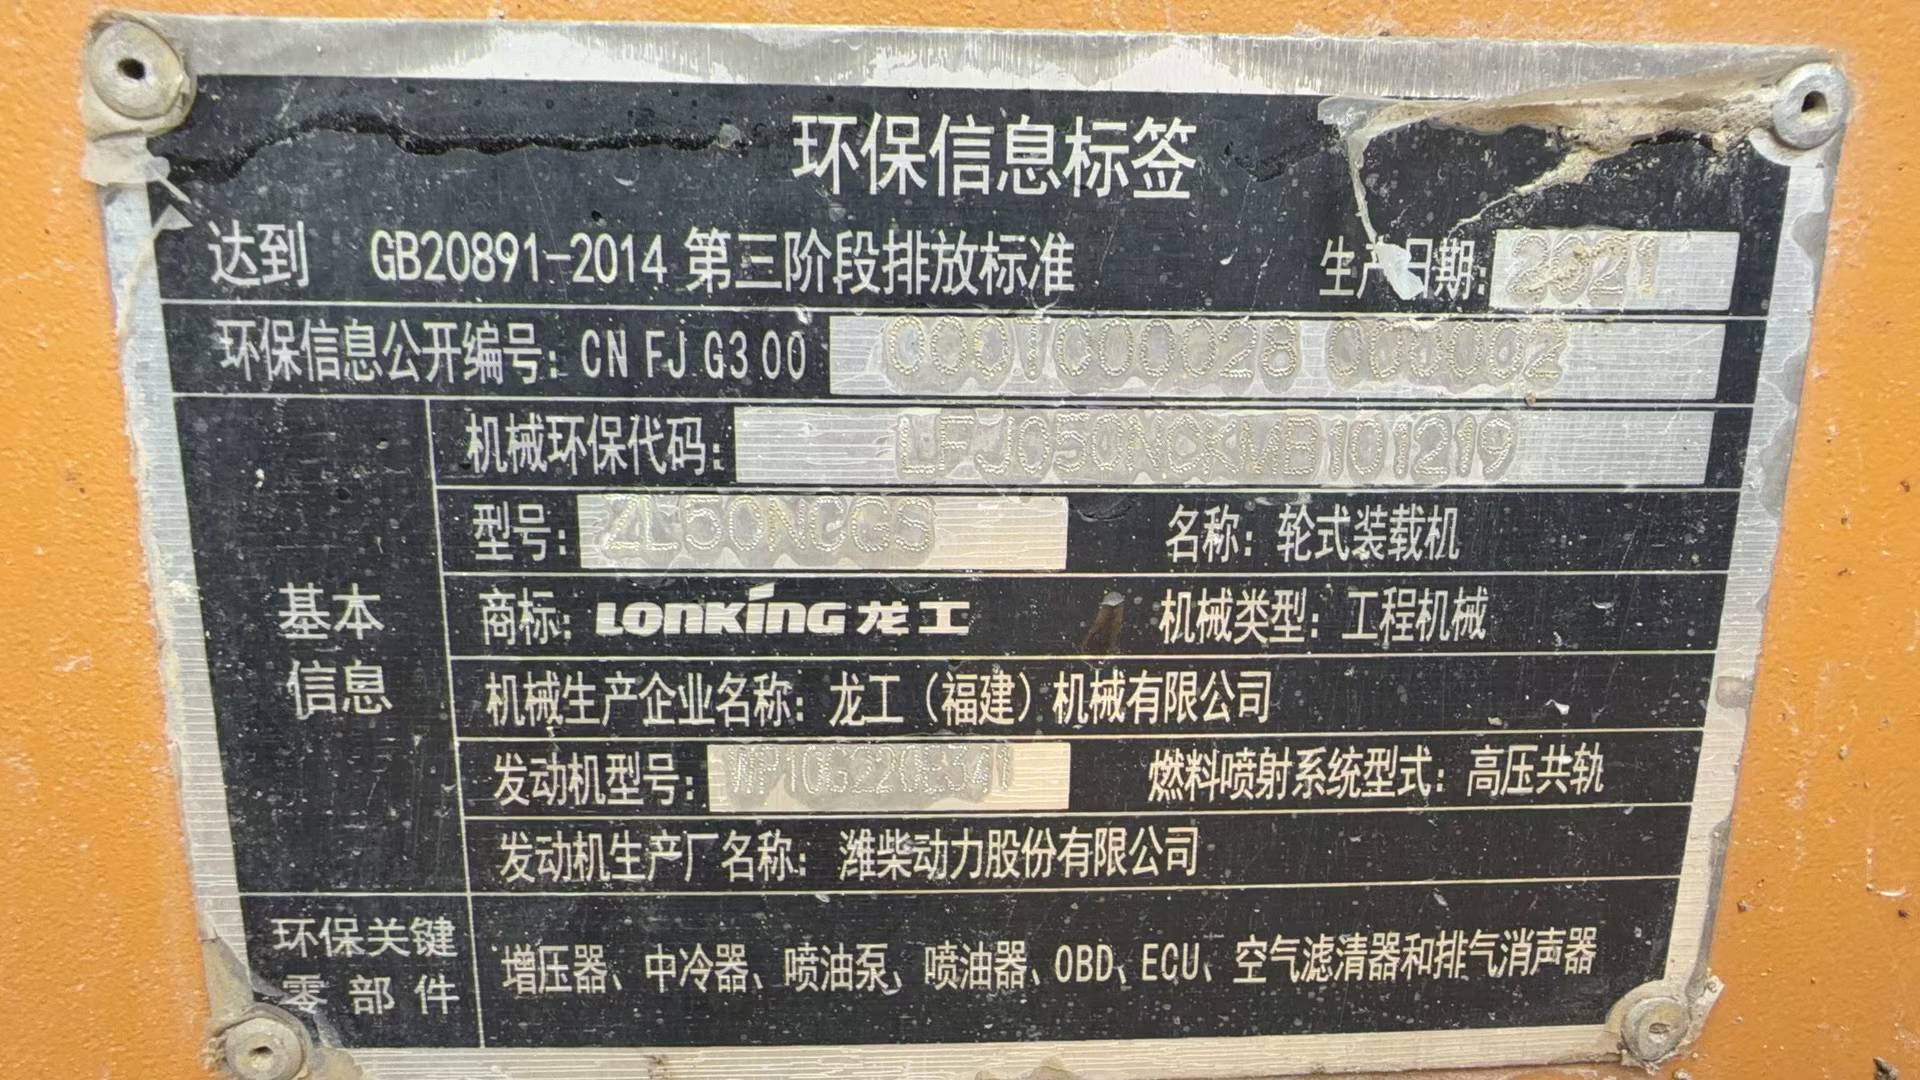 环保信息标签
达到 GB20891-2014 第三阶段排放标准 生产日期: 2021
环保信息公开编号: CN FJ G3 00 0001000028 000002
基本信息
机械环保代码: LFJ050NCKMB101219
型号: ZL50NCGS 名称: 轮式装载机
商标: LONKING 龙工 机械类型: 工程机械
机械生产企业名称: 龙工（福建）机械有限公司
发动机型号: WP10G220E341 燃料喷射系统型式: 高压共轨
发动机生产厂名称: 潍柴动力股份有限公司
环保关键零部件
增压器、中冷器、喷油泵、喷油器、OBD、ECU、空气滤清器和排气消声器